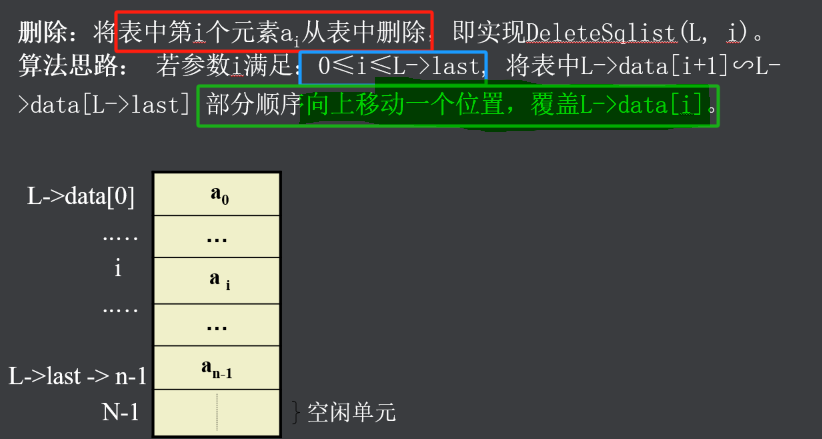 删除：将表中第i个元素ai从表中删除，即实现DeleteSqlist(L, i)。
算法思路： 若参数i满足：0≤i≤L->last，将表中L->data[i+1]∽L-
>data[L->last] 部分顺序向上移动一个位置，覆盖L->data[i]。
L->data[0] a0
..… …
i a i
..… …
L->last -> n-1 an-1
N-1 }空闲单元